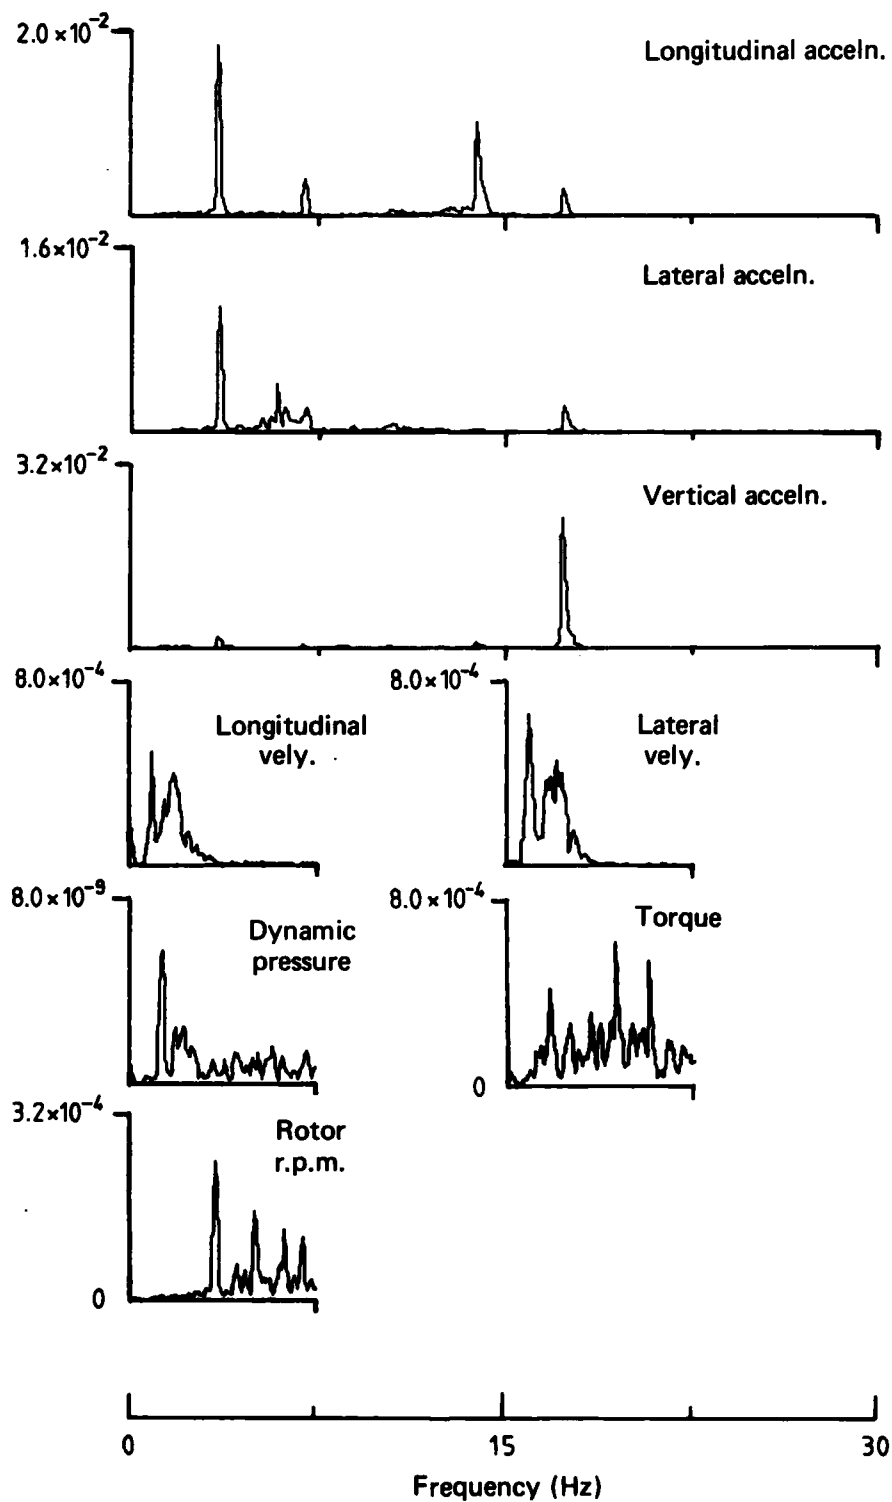 2.0×10⁻²
Longitudinal acceln.
1.6×10⁻²
Lateral acceln.
3.2×10⁻²
Vertical acceln.
8.0×10⁻⁴
Longitudinal
vely.
8.0×10⁻⁴
Lateral
vely.
8.0×10⁻⁹
Dynamic
pressure
8.0×10⁻⁴
Torque
0
3.2×10⁻⁴
Rotor
r.p.m.
0
0 15 30
Frequency (Hz)